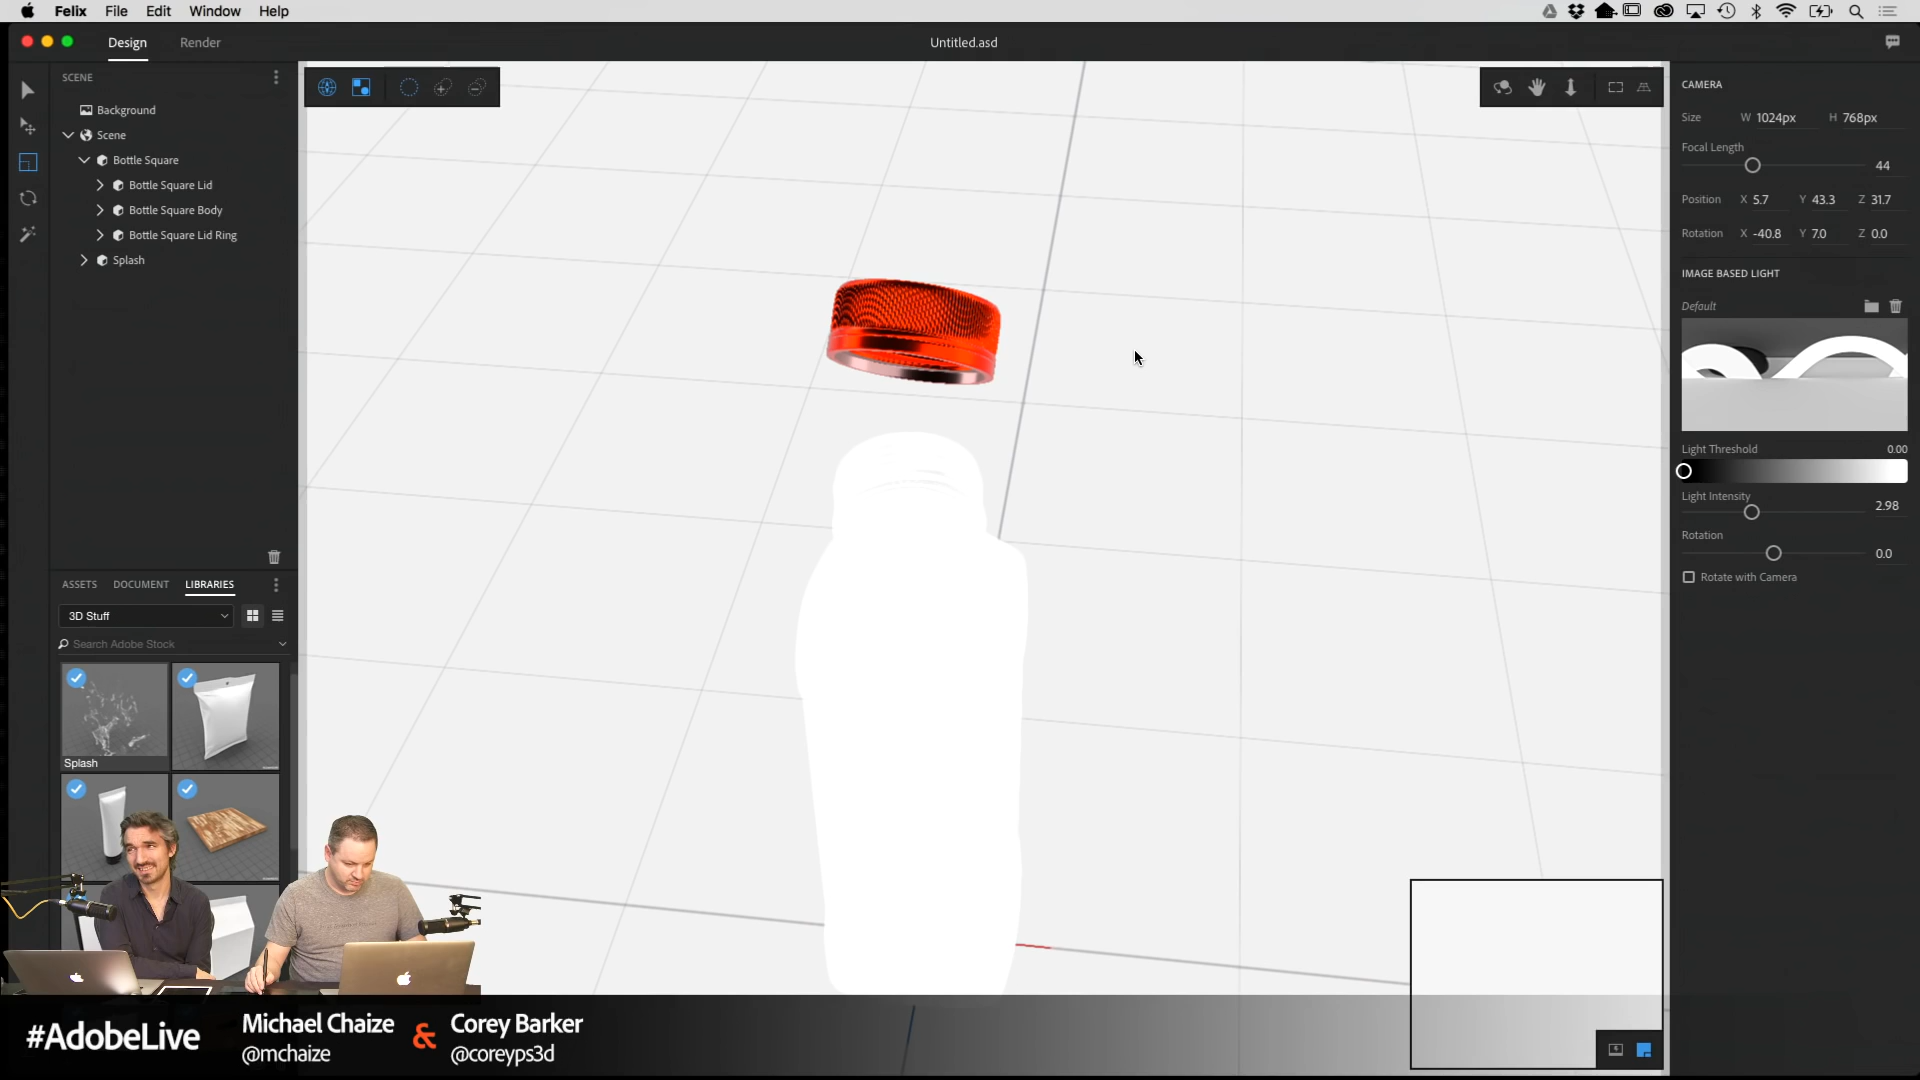 Felix File Edit Window Help
Design Render Untitled.asd
SCENE
Background
Scene
Bottle Square
Bottle Square Lid
Bottle Square Body
Bottle Square Lid Ring
Splash
ASSETS DOCUMENT LIBRARIES
3D Stuff
Search Adobe Stock
Splash
CAMERA
Size W 1024px H 768px
Focal Length
44
Position X 5.7 Y 43.3 Z 31.7
Rotation X -40.8 Y 7.0 Z 0.0
IMAGE BASED LIGHT
Default
Light Threshold 0.00
Light Intensity
2.98
Rotation
0.0
Rotate with Camera
#AdobeLive
Michael Chaize & Corey Barker
@mchaize @coreyps3d